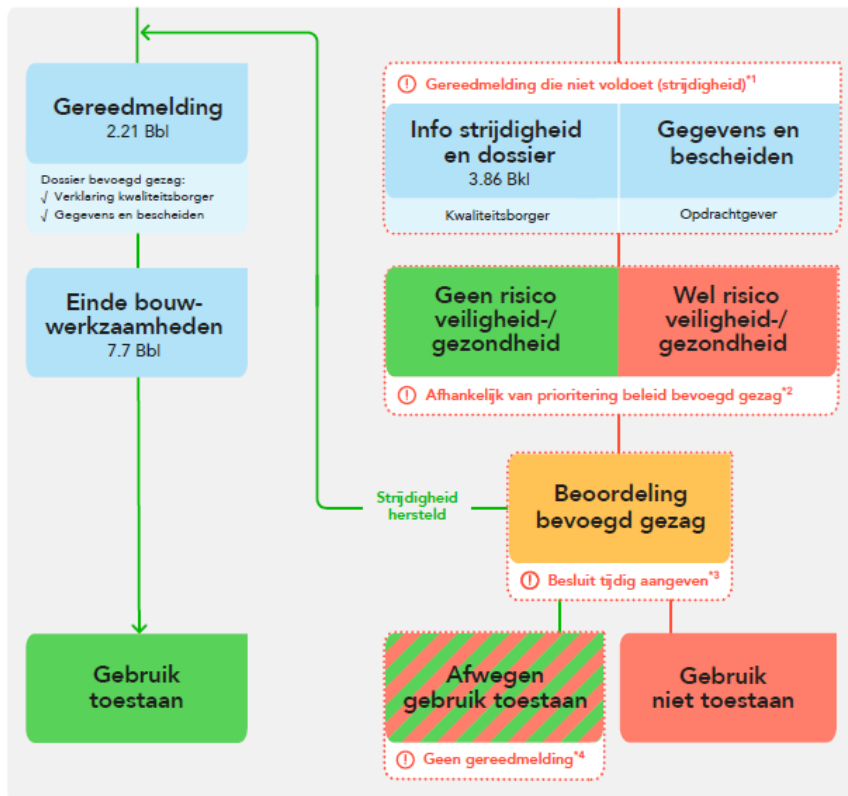 Gereedmelding
2.21 Bbl
Dossier bevoegd gezag:
√ Verklaring kwaliteitsborger
√ Gegevens en bescheiden
Einde bouw-
werkzaamheden
7.7 Bbl
Gebruik
toestaan
Strijdigheid
hersteld
Gereedmelding die niet voldoet (strijdigheid)*1
Info strijdigheid
en dossier
3.86 Bkl
Kwaliteitsborger
Gegevens en
bescheiden
Opdrachtgever
Geen risico
veiligheid-/
gezondheid
Wel risico
veiligheid-/
gezondheid
Afhankelijk van prioritering beleid bevoegd gezag*2
Beoordeling
bevoegd gezag
Besluit tijdig aangeven*3
Afwegen
gebruik toestaan
Geen gereedmelding*4
Gebruik
niet toestaan